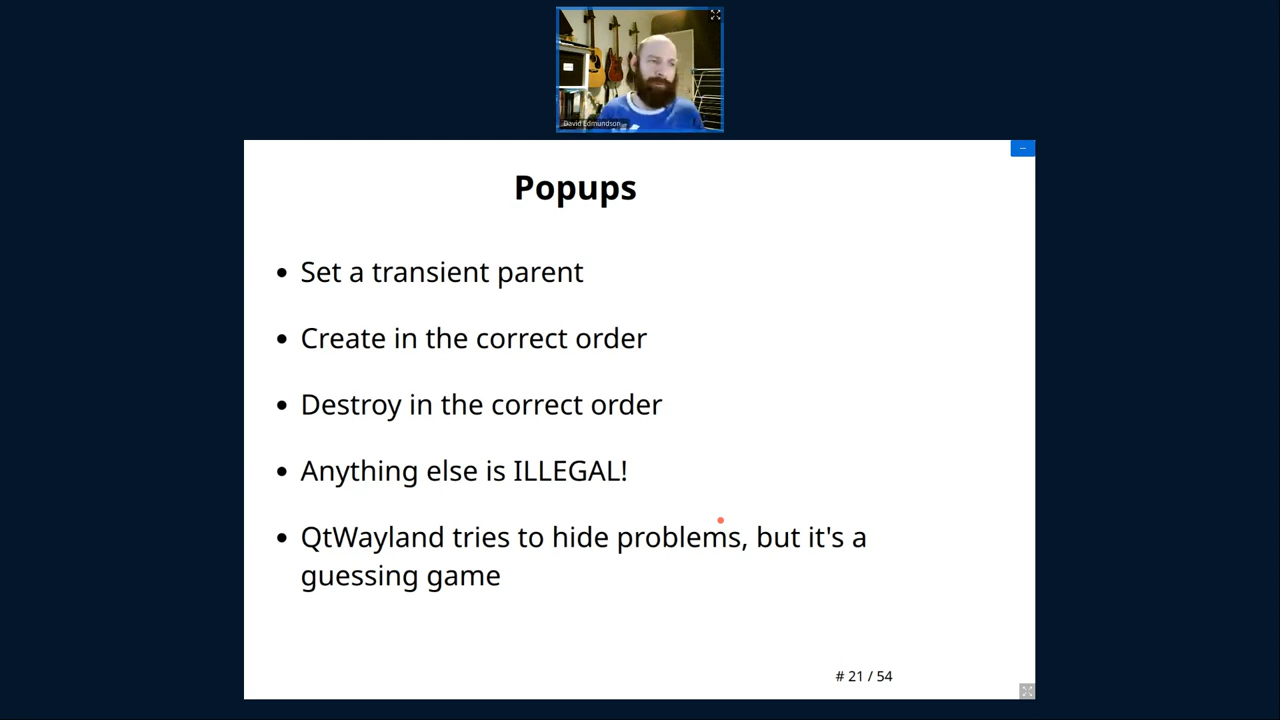 David Edmundson
Popups
• Set a transient parent
• Create in the correct order
• Destroy in the correct order
• Anything else is ILLEGAL!
• QtWayland tries to hide problems, but it's a
guessing game
# 21 / 54